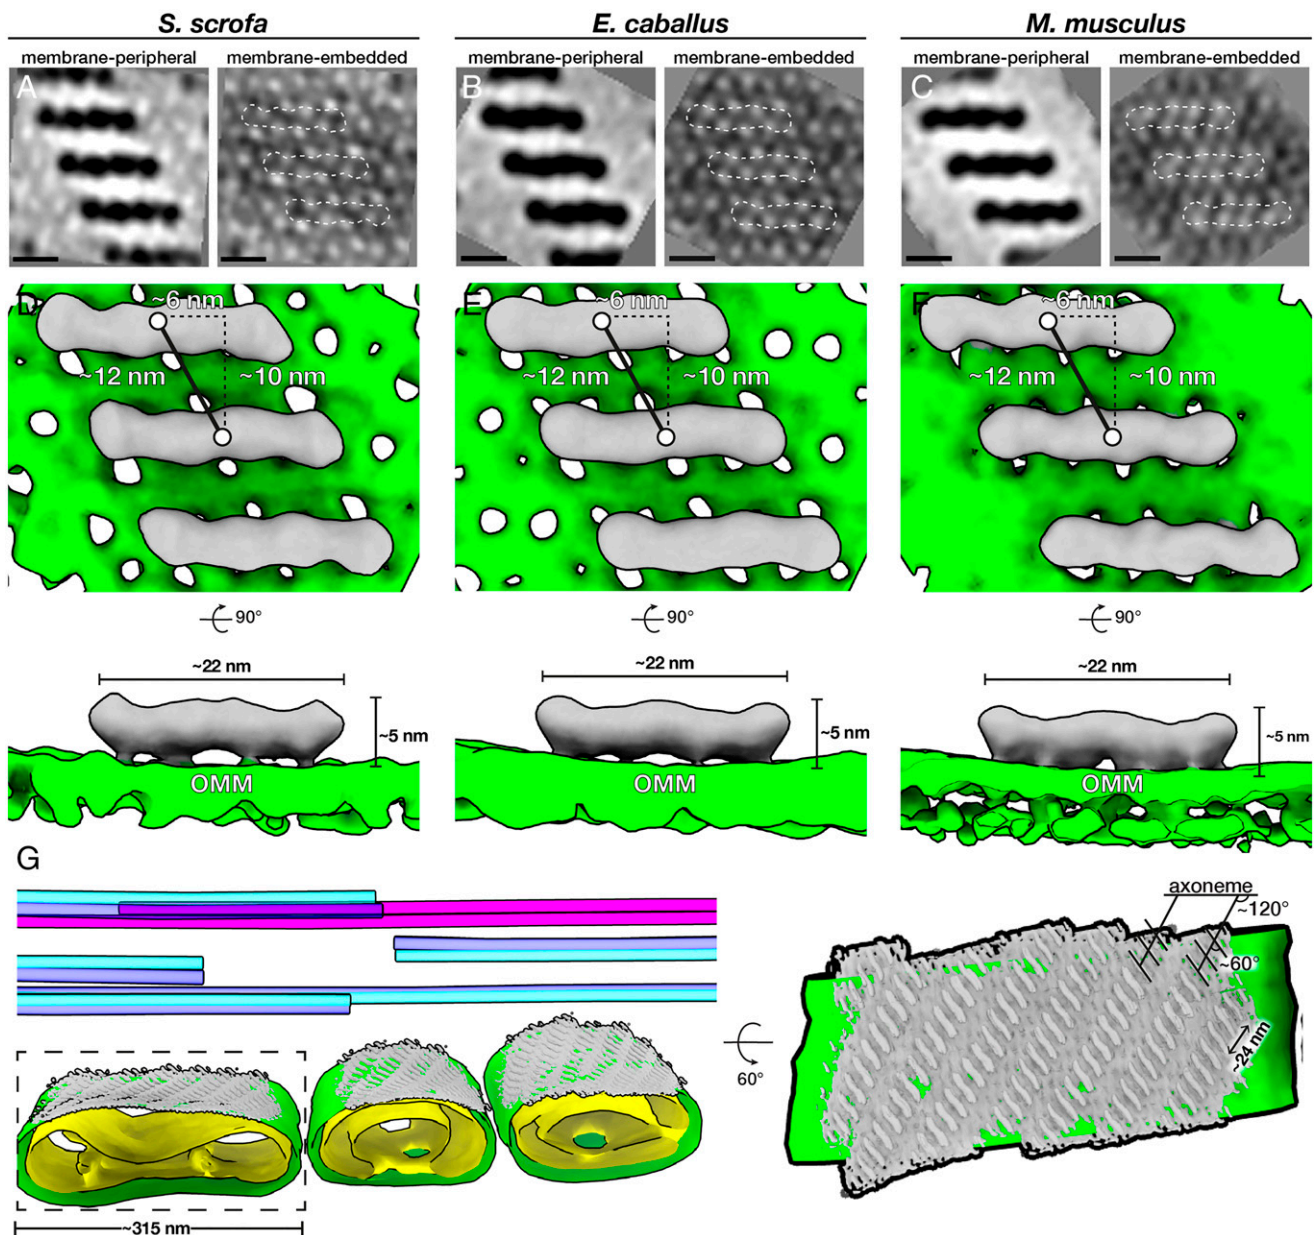 S. scrofa
E. caballus
M. musculus
membrane-peripheral membrane-embedded
membrane-peripheral membrane-embedded
membrane-peripheral membrane-embedded
A
B
C
D
~6 nm
~12 nm
~10 nm
E
~6 nm
~12 nm
~10 nm
F
~6 nm
~12 nm
~10 nm
90°
90°
90°
~22 nm
~5 nm
OMM
~22 nm
~5 nm
OMM
~22 nm
~5 nm
OMM
G
axoneme
~120°
~60°
~24 nm
60°
~315 nm